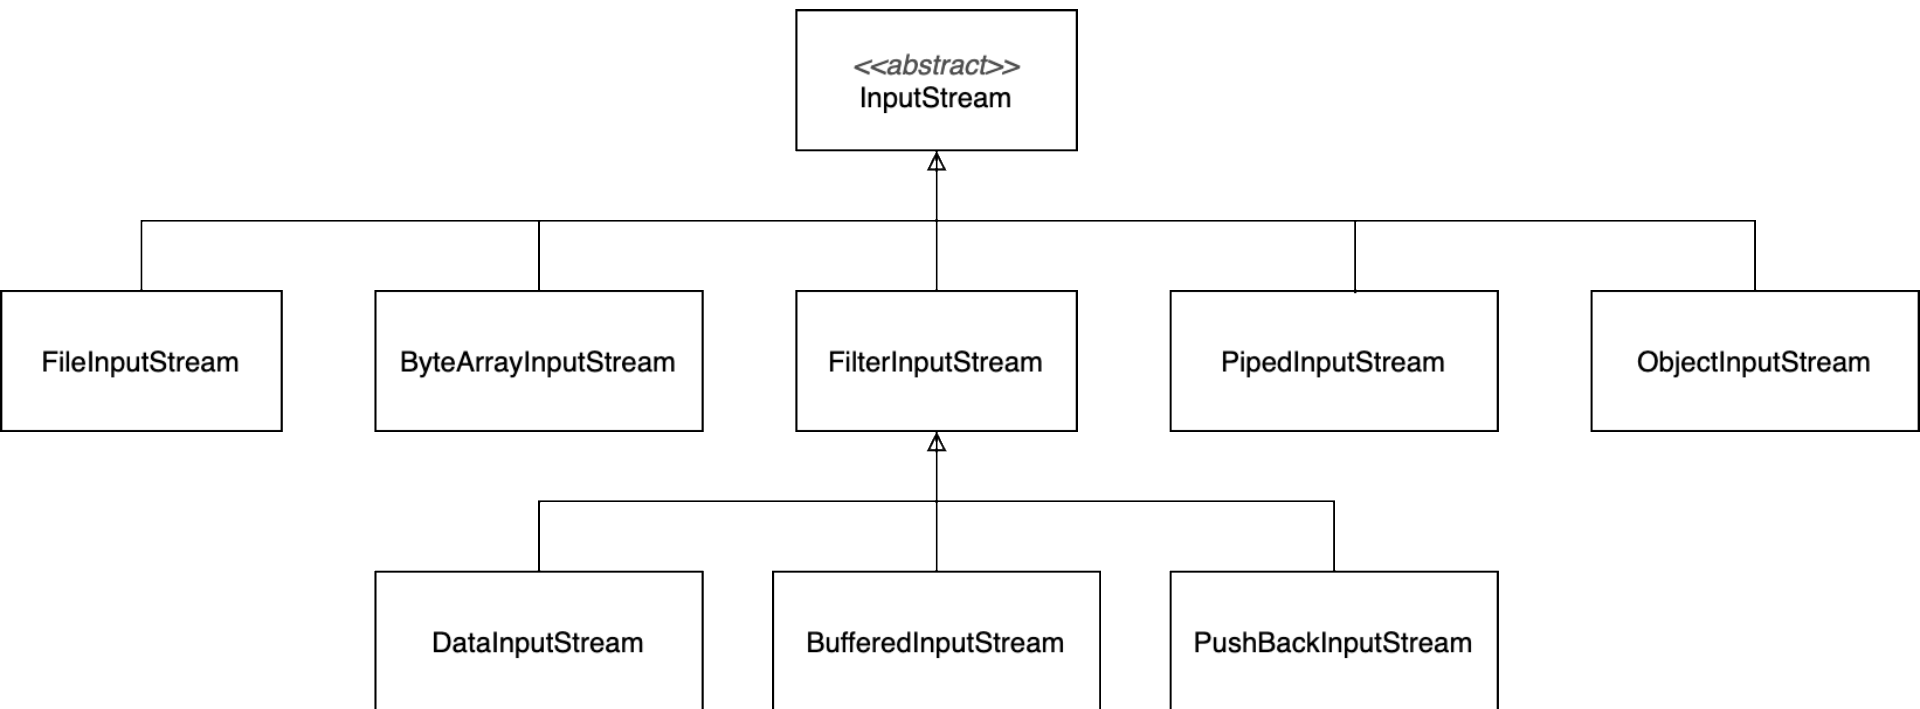 <<abstract>>
InputStream
FileInputStream
ByteArrayInputStream
FilterInputStream
PipedInputStream
ObjectInputStream
DataInputStream
BufferedInputStream
PushBackInputStream